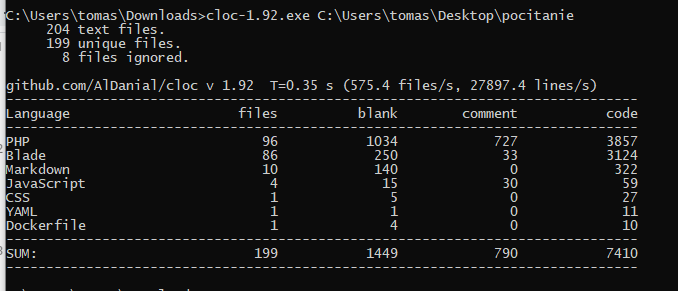 C:\Users\tomas\Downloads>cloc-1.92.exe C:\Users\tomas\Desktop\pocitanie
     204 text files.
     199 unique files.
       8 files ignored.
github.com/AlDanial/cloc v 1.92  T=0.35 s (575.4 files/s, 27897.4 lines/s)
-------------------------------------------------------------------------------
Language                     files          blank        comment           code
-------------------------------------------------------------------------------
PHP                             96           1034            727           3857
Blade                           86            250             33           3124
Markdown                        10            140              0            322
JavaScript                       4             15             30             59
CSS                              1              5              0             27
YAML                             1              1              0             11
Dockerfile                       1              4              0             10
-------------------------------------------------------------------------------
SUM:                           199           1449            790           7410
-------------------------------------------------------------------------------